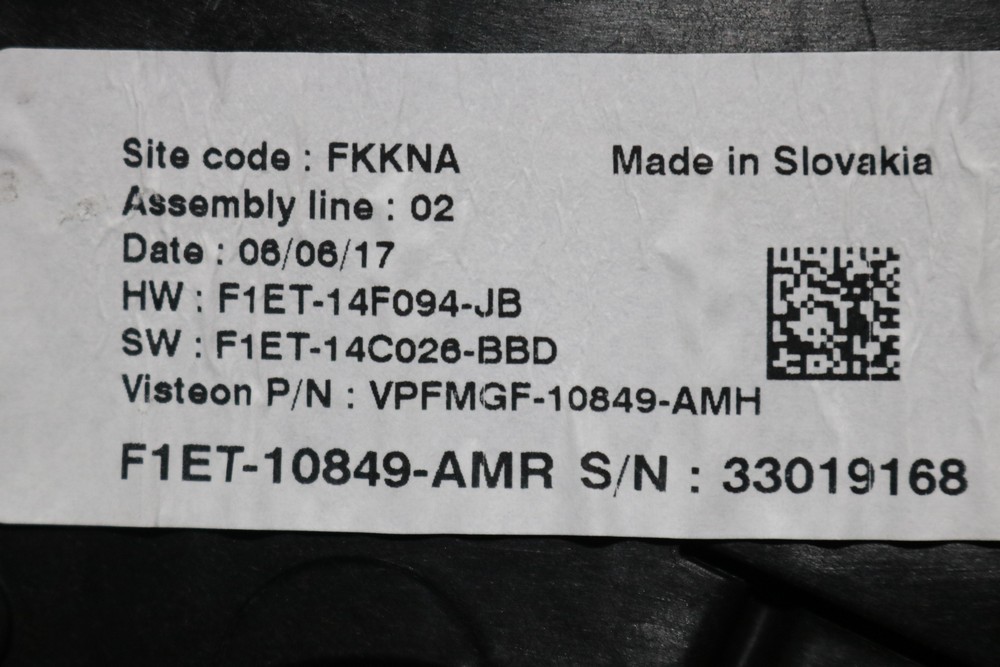 Site code : FKKNA
Made in Slovakia
Assembly line : 02
Date : 06/06/17
HW : F1ET-14F094-JB
SW : F1ET-14C026-BBD
Visteon P/N : VPFMGF-10849-AMH
F1ET-10849-AMR S/N : 33019168